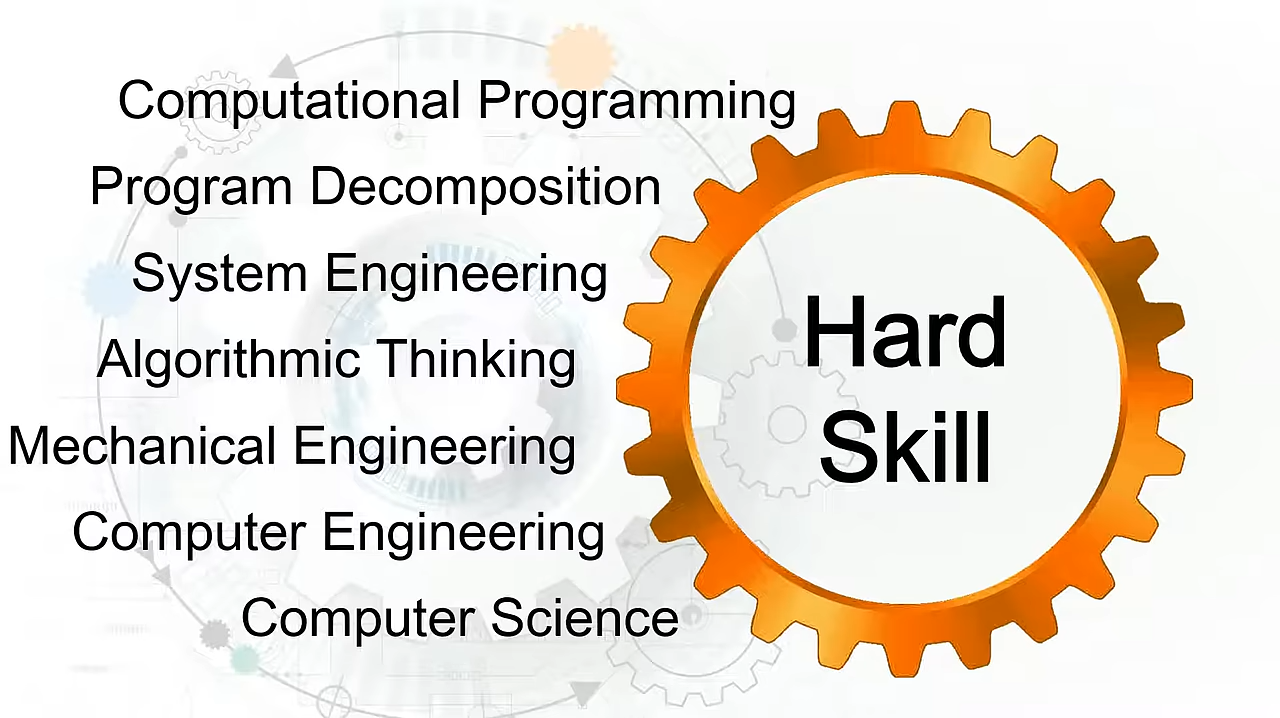 Computational Programming
Program Decomposition
System Engineering
Algorithmic Thinking
Mechanical Engineering
Computer Engineering
Computer Science
Hard
Skill